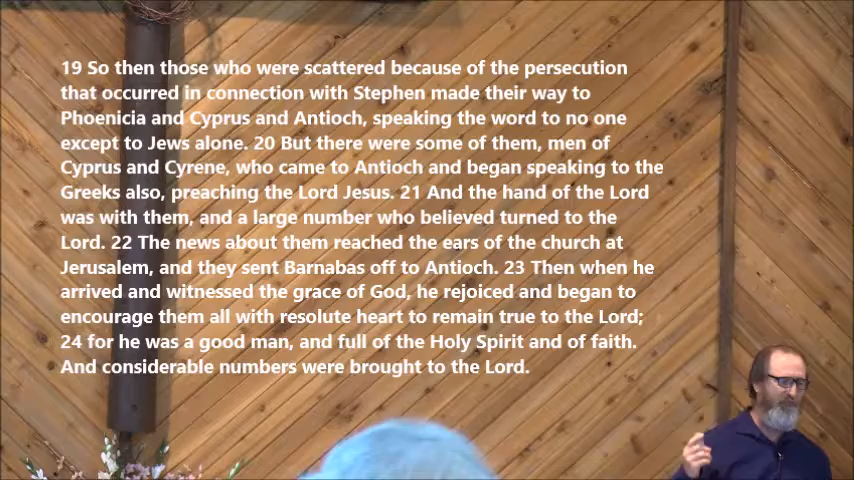 19 So then those who were scattered because of the persecution
that occurred in connection with Stephen made their way to
Phoenicia and Cyprus and Antioch, speaking the word to no one
except to Jews alone. 20 But there were some of them, men of
Cyprus and Cyrene, who came to Antioch and began speaking to the
Greeks also, preaching the Lord Jesus. 21 And the hand of the Lord
was with them, and a large number who believed turned to the
Lord. 22 The news about them reached the ears of the church at
Jerusalem, and they sent Barnabas off to Antioch. 23 Then when he
arrived and witnessed the grace of God, he rejoiced and began to
encourage them all with resolute heart to remain true to the Lord;
24 for he was a good man, and full of the Holy Spirit and of faith.
And considerable numbers were brought to the Lord.